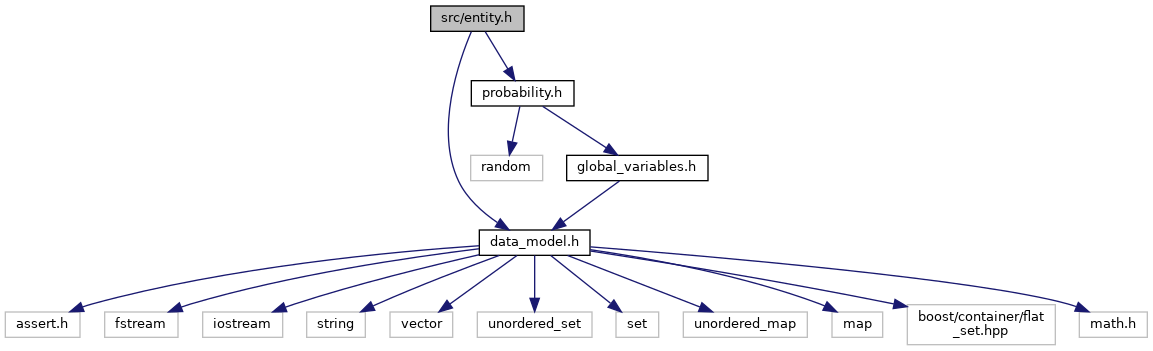 src/entity.h
probability.h
random
global_variables.h
data_model.h
assert.h
fstream
iostream
string
vector
unordered_set
set
unordered_map
map
boost/container/flat
_set.hpp
math.h